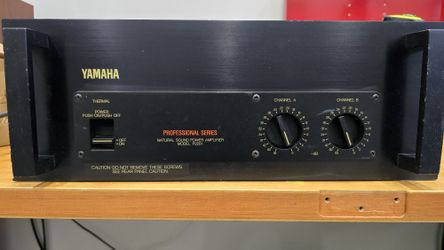 YAMAHA
THERMAL
POWER
PUSH ON/PUSH OFF
OFF
ON
PROFESSIONAL SERIES
NATURAL SOUND POWER AMPLIFIER
CHANNEL A
CHANNEL B
dB
CAUTION: DO NOT REMOVE THESE SCREWS.
SEE REAR PANEL CAUTION.